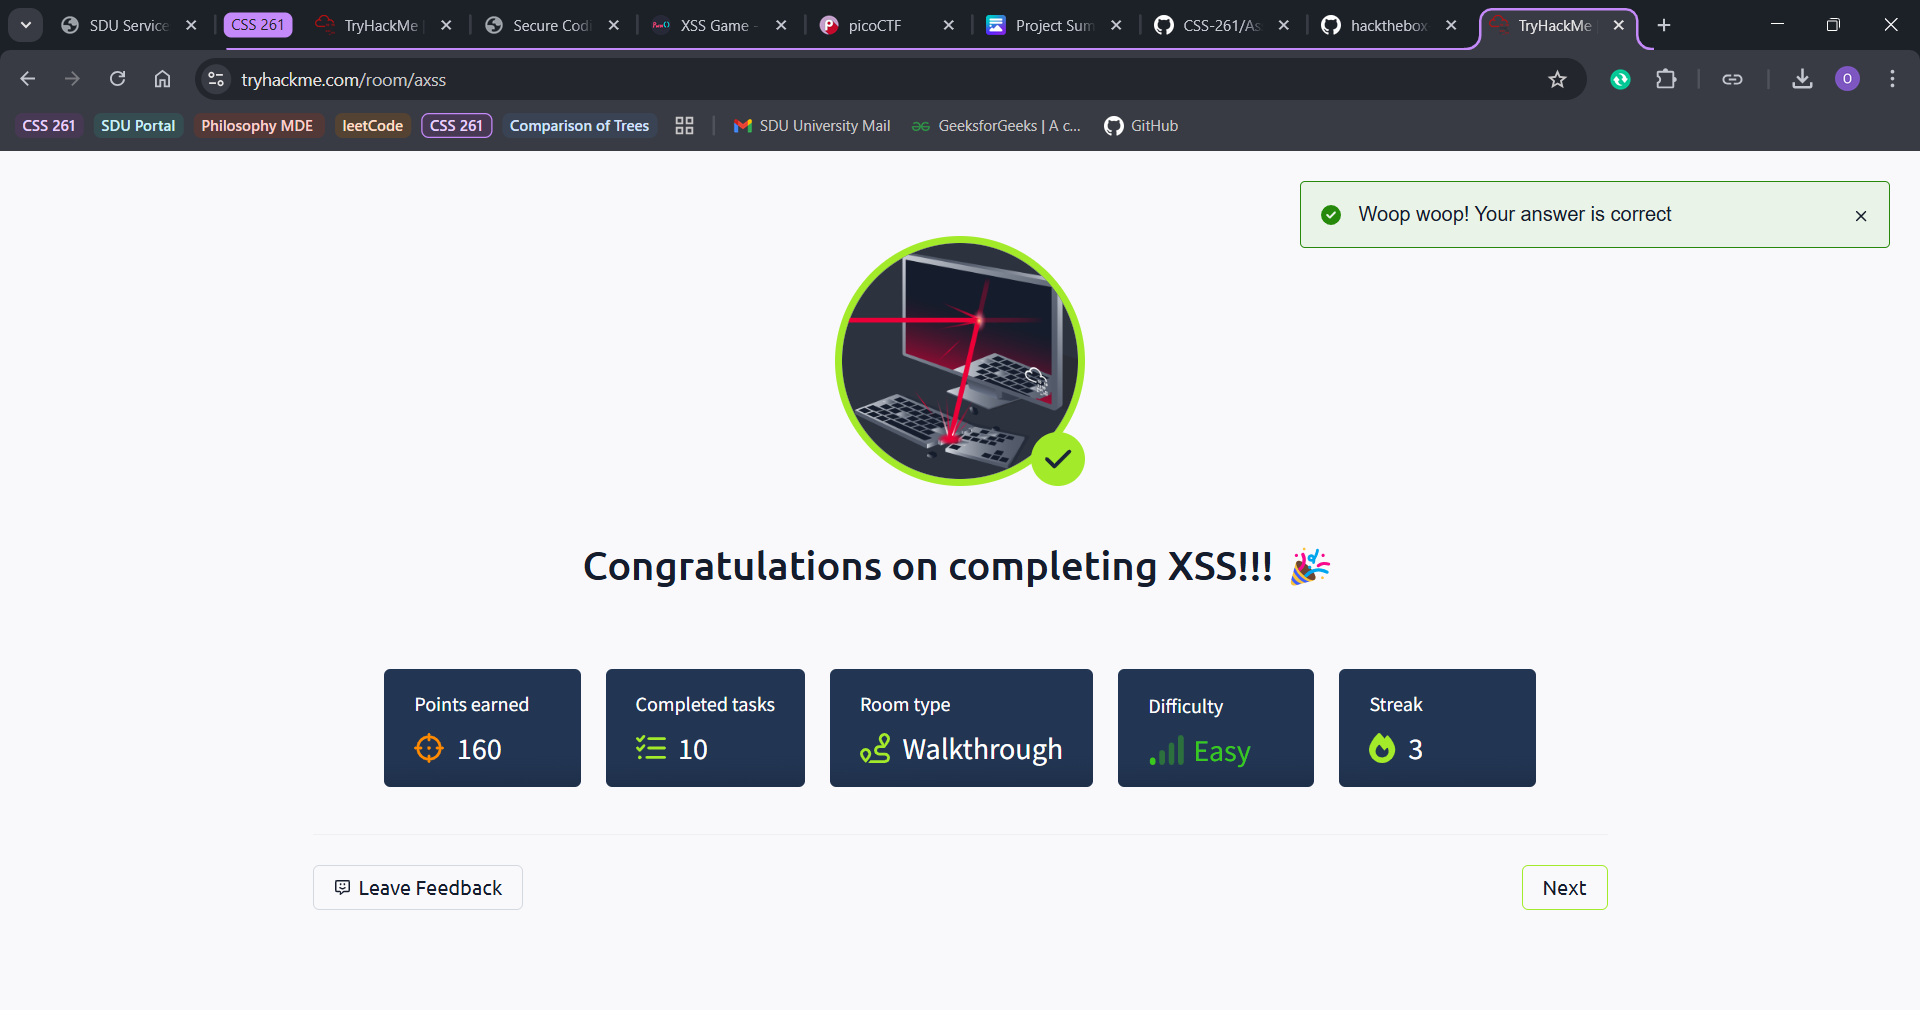 SDU Service
CSS 261
TryHackMe
Secure Codi
XSS Game -
picoCTF
Project Sum
CSS-261/As
hackthebox
TryHackMe
tryhackme.com/room/axss
O
CSS 261
SDU Portal
Philosophy MDE
leetCode
CSS 261
Comparison of Trees
SDU University Mail
GeeksforGeeks | A c...
GitHub
Woop woop! Your answer is correct
Congratulations on completing XSS!!! 🎉
Points earned
160
Completed tasks
10
Room type
Walkthrough
Difficulty
Easy
Streak
3
Leave Feedback
Next